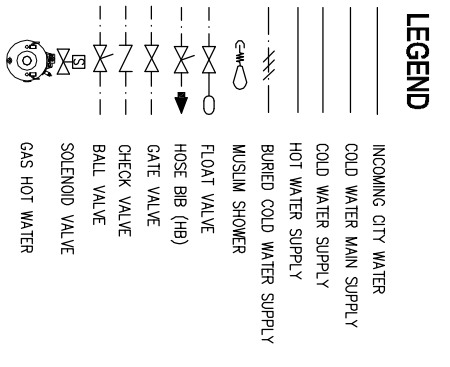 LEGEND
INCOMING CITY WATER
COLD WATER MAIN SUPPLY
COLD WATER SUPPLY
HOT WATER SUPPLY
BURIED COLD WATER SUPPLY
MUSLIM SHOWER
FLOAT VALVE
HOSE BIB (HB)
GATE VALVE
CHECK VALVE
BALL VALVE
S
SOLENOID VALVE
GAS HOT WATER